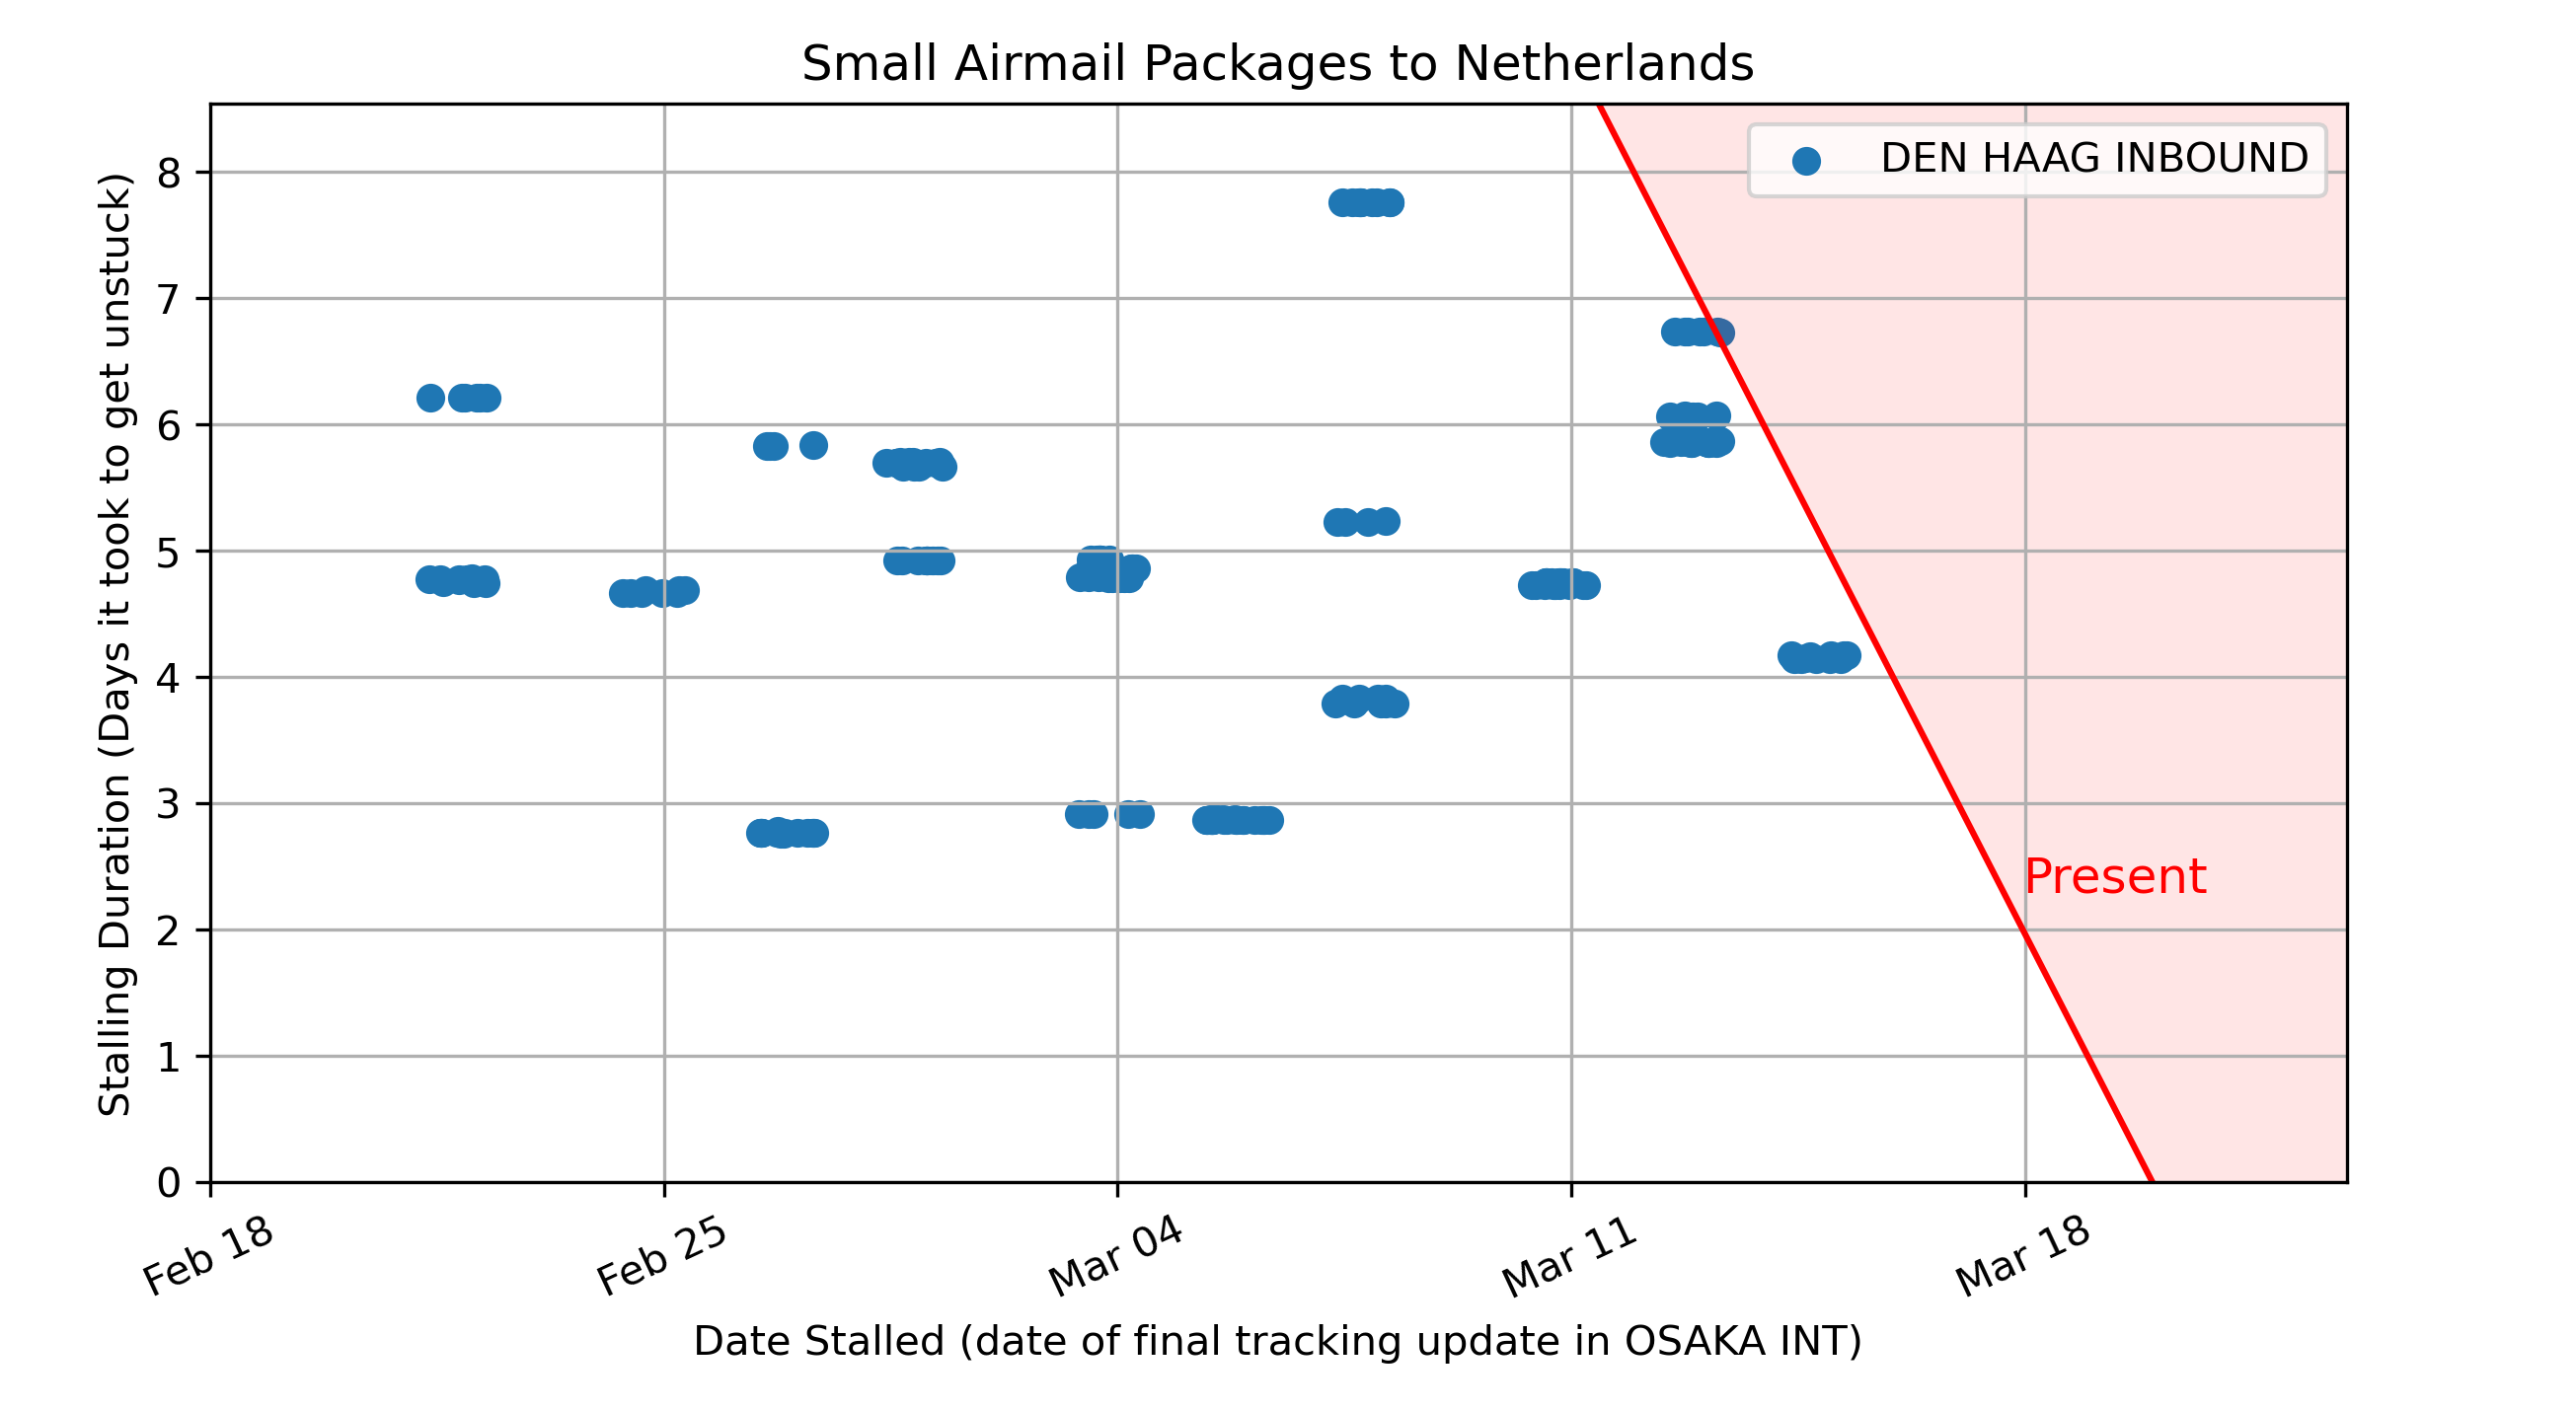 Small Airmail Packages to Netherlands
Stalling Duration (Days it took to get unstuck)
8
7
6
5
4
3
2
1
0
DEN HAAG INBOUND
Present
Feb 18
Feb 25
Mar 04
Mar 11
Mar 18
Date Stalled (date of final tracking update in OSAKA INT)